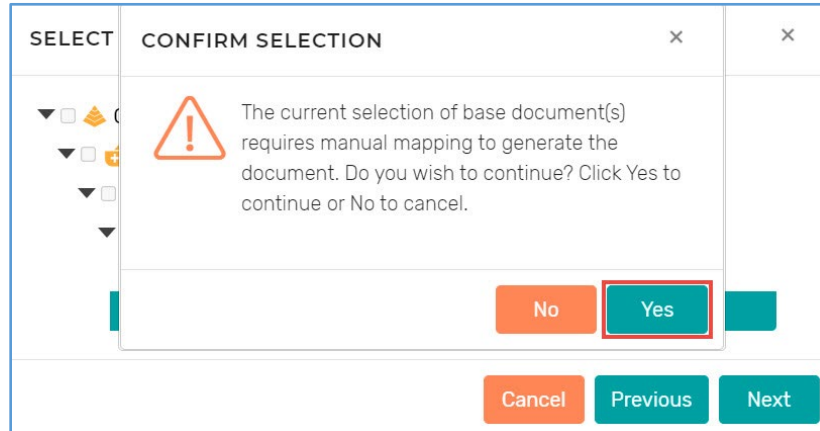 SELECT
CONFIRM SELECTION
The current selection of base document(s)
requires manual mapping to generate the
document. Do you wish to continue? Click Yes to
continue or No to cancel.
No
Yes
Cancel
Previous
Next